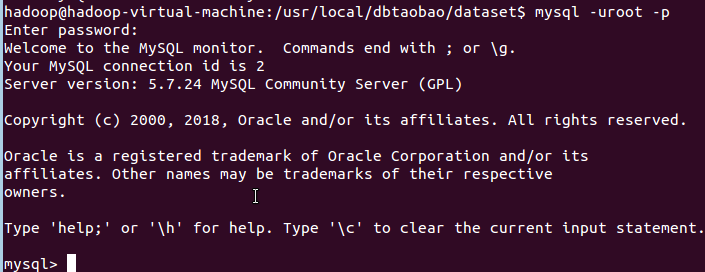 hadoop@hadoop-virtual-machine:/usr/local/dbtaobao/dataset$ mysql -uroot -p
Enter password:
Welcome to the MySQL monitor.  Commands end with ; or \g.
Your MySQL connection id is 2
Server version: 5.7.24 MySQL Community Server (GPL)
Copyright (c) 2000, 2018, Oracle and/or its affiliates. All rights reserved.
Oracle is a registered trademark of Oracle Corporation and/or its
affiliates. Other names may be trademarks of their respective
owners.
Type 'help;' or '\h' for help. Type '\c' to clear the current input statement.
mysql>